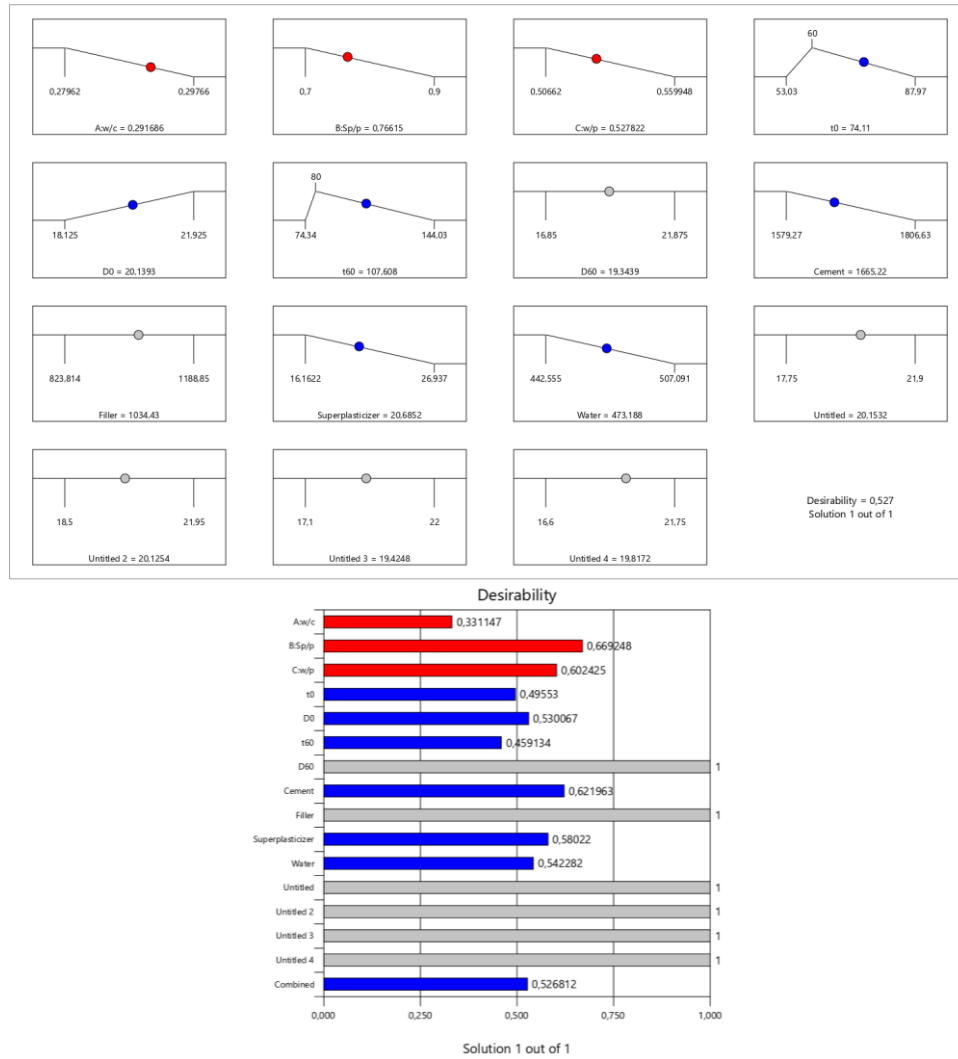 0,27962 0,29766
A:w/c = 0,291686
0,7 0,9
B:Sp/p = 0,76615
0,50662 0,559948
C:w/p = 0,527822
60
53,03 87,97
t0 = 74,11
18,125 21,925
D0 = 20,1393
80
74,34 144,03
t60 = 107,608
16,85 21,875
D60 = 19,3439
1579,27 1806,63
Cement = 1665,22
823,814 1188,85
Filler = 1034,43
16,1622 26,937
Superplasticizer = 20,6852
442,555 507,091
Water = 473,188
17,75 21,9
Untitled = 20,1532
18,5 21,95
Untitled 2 = 20,1254
17,1 22
Untitled 3 = 19,4248
16,6 21,75
Untitled 4 = 19,8172
Desirability = 0,527
Solution 1 out of 1
Desirability
A:w/c 0,331147
B:Sp/p 0,669248
C:w/p 0,602425
t0 0,49553
D0 0,530067
t60 0,459134
D60 1
Cement 0,621963
Filler 1
Superplasticizer 0,58022
Water 0,542282
Untitled 1
Untitled 2 1
Untitled 3 1
Untitled 4 1
Combined 0,526812
0,000 0,250 0,500 0,750 1,000
Solution 1 out of 1